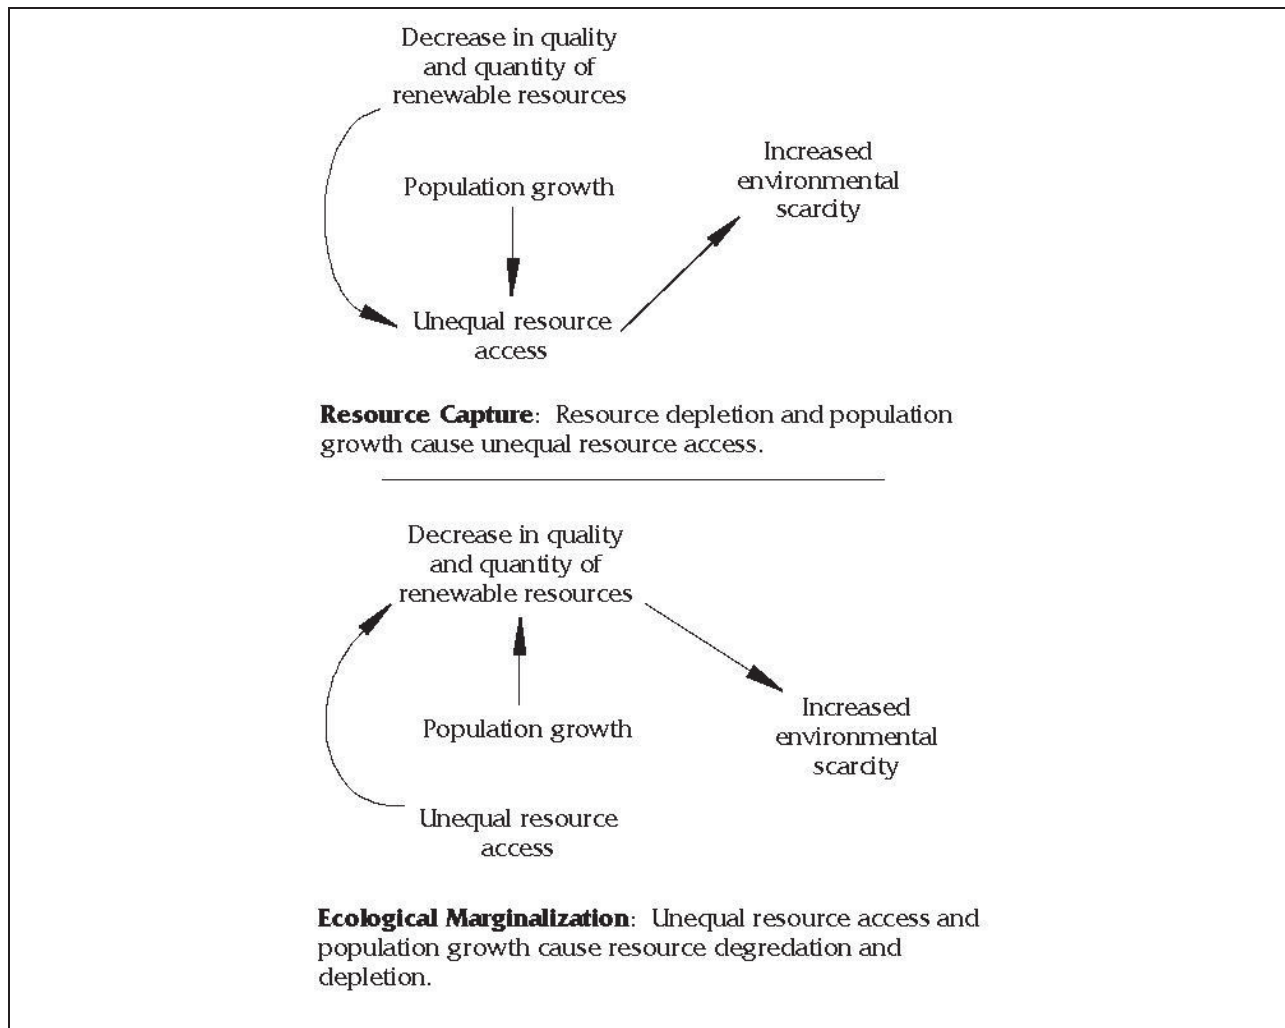 Decrease in quality
and quantity of
renewable resources
Increased
environmental
scarcity
Population growth
Unequal resource
access
Resource Capture: Resource depletion and population
growth cause unequal resource access.
Decrease in quality
and quantity of
renewable resources
Increased
environmental
scarcity
Population growth
Unequal resource
access
Ecological Marginalization: Unequal resource access and
population growth cause resource degredation and
depletion.